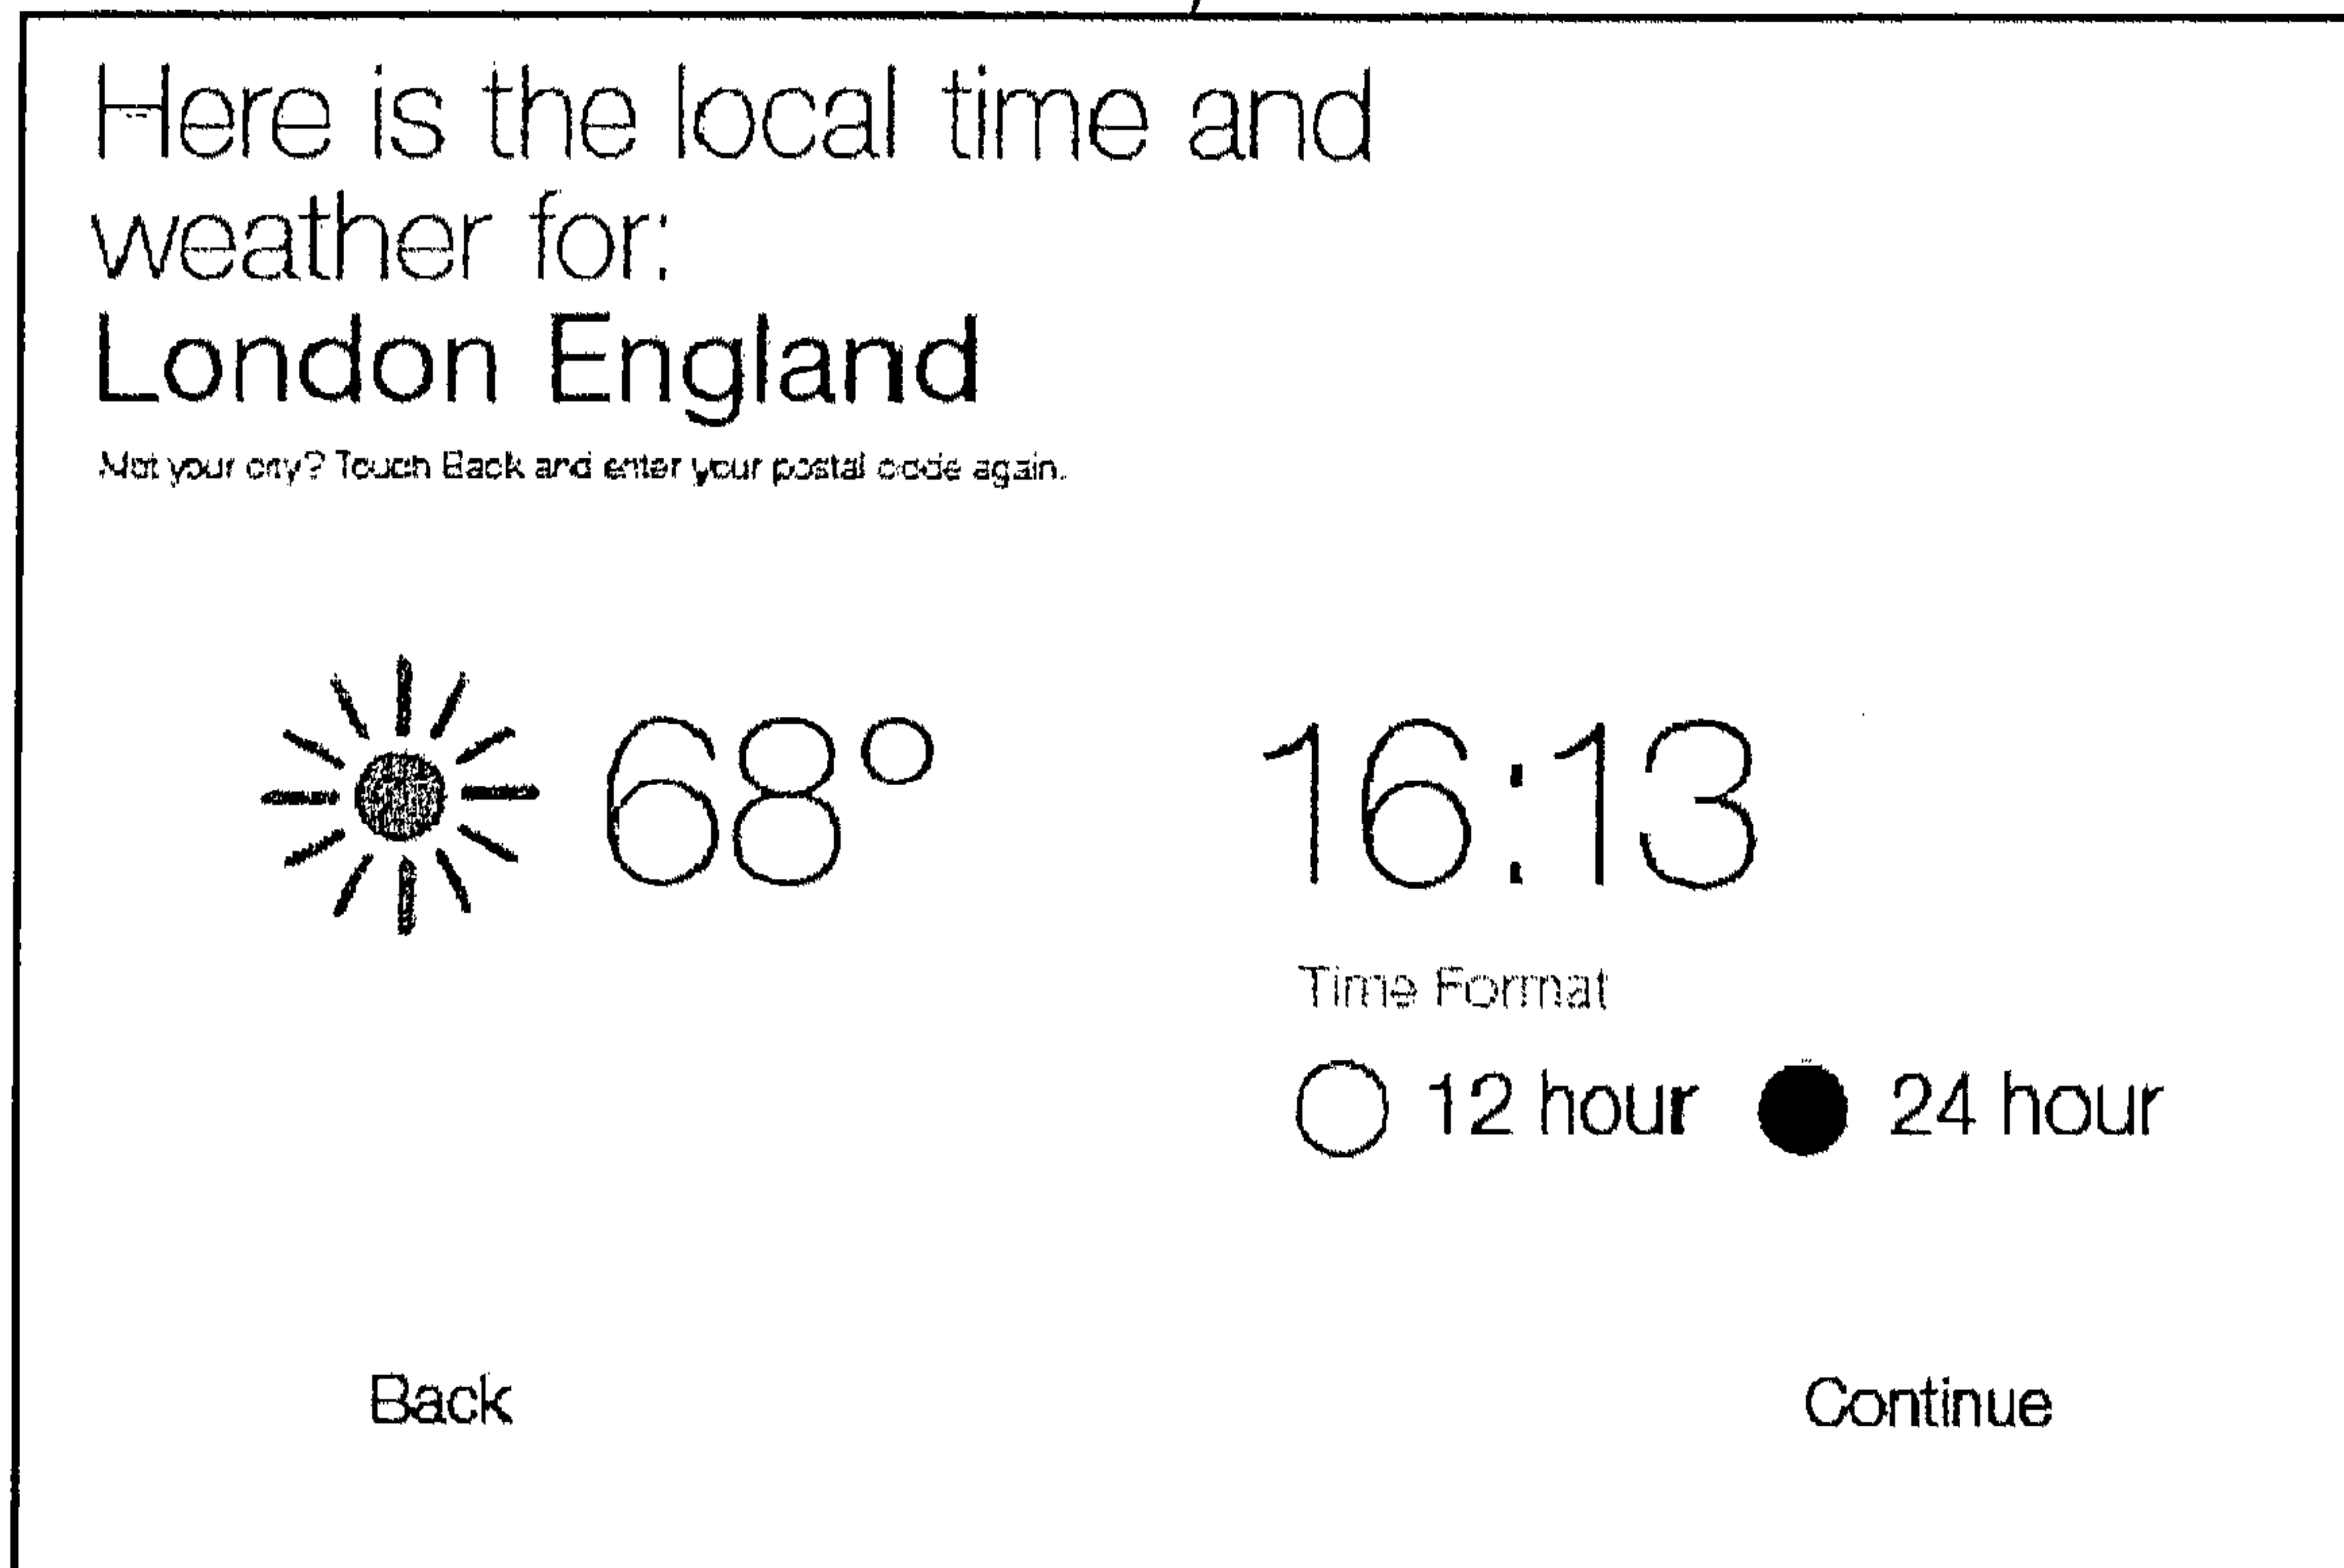 Here is the local time and
weather for:
London England
Not your city? Touch Back and enter your postal code again.
68° 16:13
Time Format
12 hour 24 hour
Back Continue